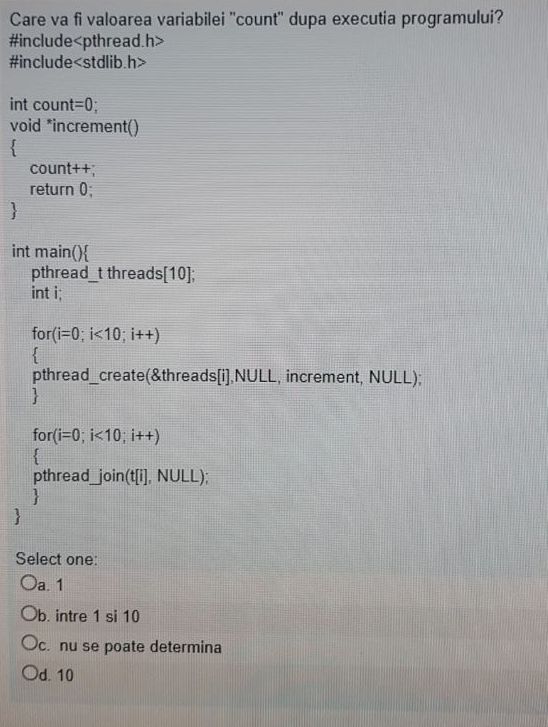 Care va fi valoarea variabilei "count" dupa executia programului?
#include<pthread.h>
#include<stdlib.h>
int count=0;
void *increment()
{
count++;
return 0;
}
int main(){
pthread_t threads[10];
int i;
for(i=0; i<10; i++)
{
pthread_create(&threads[i],NULL, increment, NULL);
}
for(i=0; i<10; i++)
{
pthread_join(t[i], NULL);
}
}
Select one:
a. 1
b. intre 1 si 10
c. nu se poate determina
d. 10